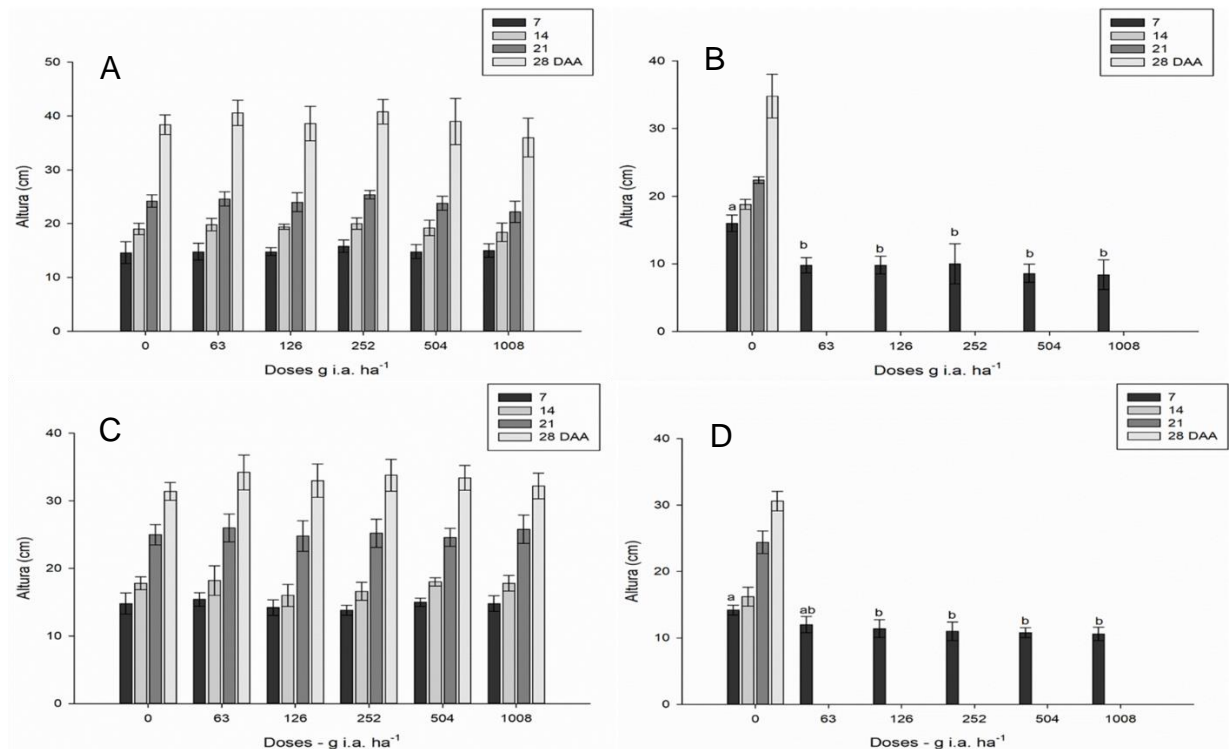 A
7
14
21
28 DAA
50
40
30
20
10
0
Altura (cm)
0 63 126 252 504 1008
Doses g i.a. ha⁻¹
B
7
14
21
28 DAA
40
30
20
10
0
Altura (cm)
a b b b b b
0 63 126 252 504 1008
Doses g i.a. ha⁻¹
C
7
14
21
28 DAA
40
30
20
10
0
Altura (cm)
0 63 126 252 504 1008
Doses - g i.a. ha⁻¹
D
7
14
21
28 DAA
40
30
20
10
0
Altura (cm)
a ab b b b b
0 63 126 252 504 1008
Doses - g i.a. ha⁻¹